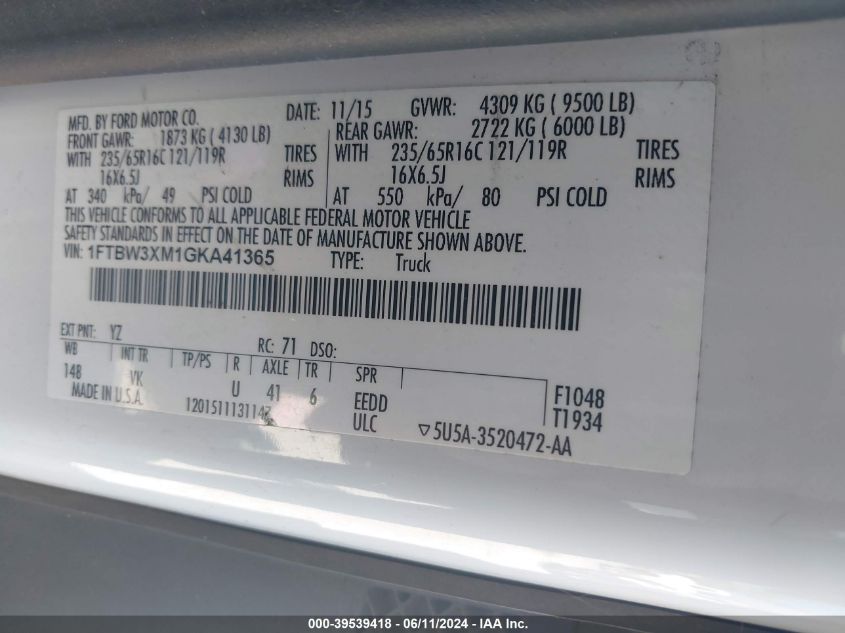 MFD. BY FORD MOTOR CO.
DATE: 11/15 GVWR: 4309 KG ( 9500 LB)
FRONT GAWR: 1873 KG ( 4130 LB)
REAR GAWR: 2722 KG ( 6000 LB)
WITH 235/65R16C 121/119R TIRES
WITH 235/65R16C 121/119R TIRES
16X6.5J RIMS
16X6.5J RIMS
AT 340 kPa/ 49 PSI COLD
AT 550 kPa/ 80 PSI COLD
THIS VEHICLE CONFORMS TO ALL APPLICABLE FEDERAL MOTOR VEHICLE
SAFETY STANDARDS IN EFFECT ON THE DATE OF MANUFACTURE SHOWN ABOVE.
VIN: 1FTBW3XM1GKA41365 TYPE: Truck
EXT PNT: YZ RC: 71 DSO:
WB INT TR TP/PS R AXLE TR SPR
148 VK U 41 6 EEDD F1048
MADE IN U.S.A. ULC T1934
▽5U5A-3520472-AA
000-39539418 - 06/11/2024 - IAA Inc.